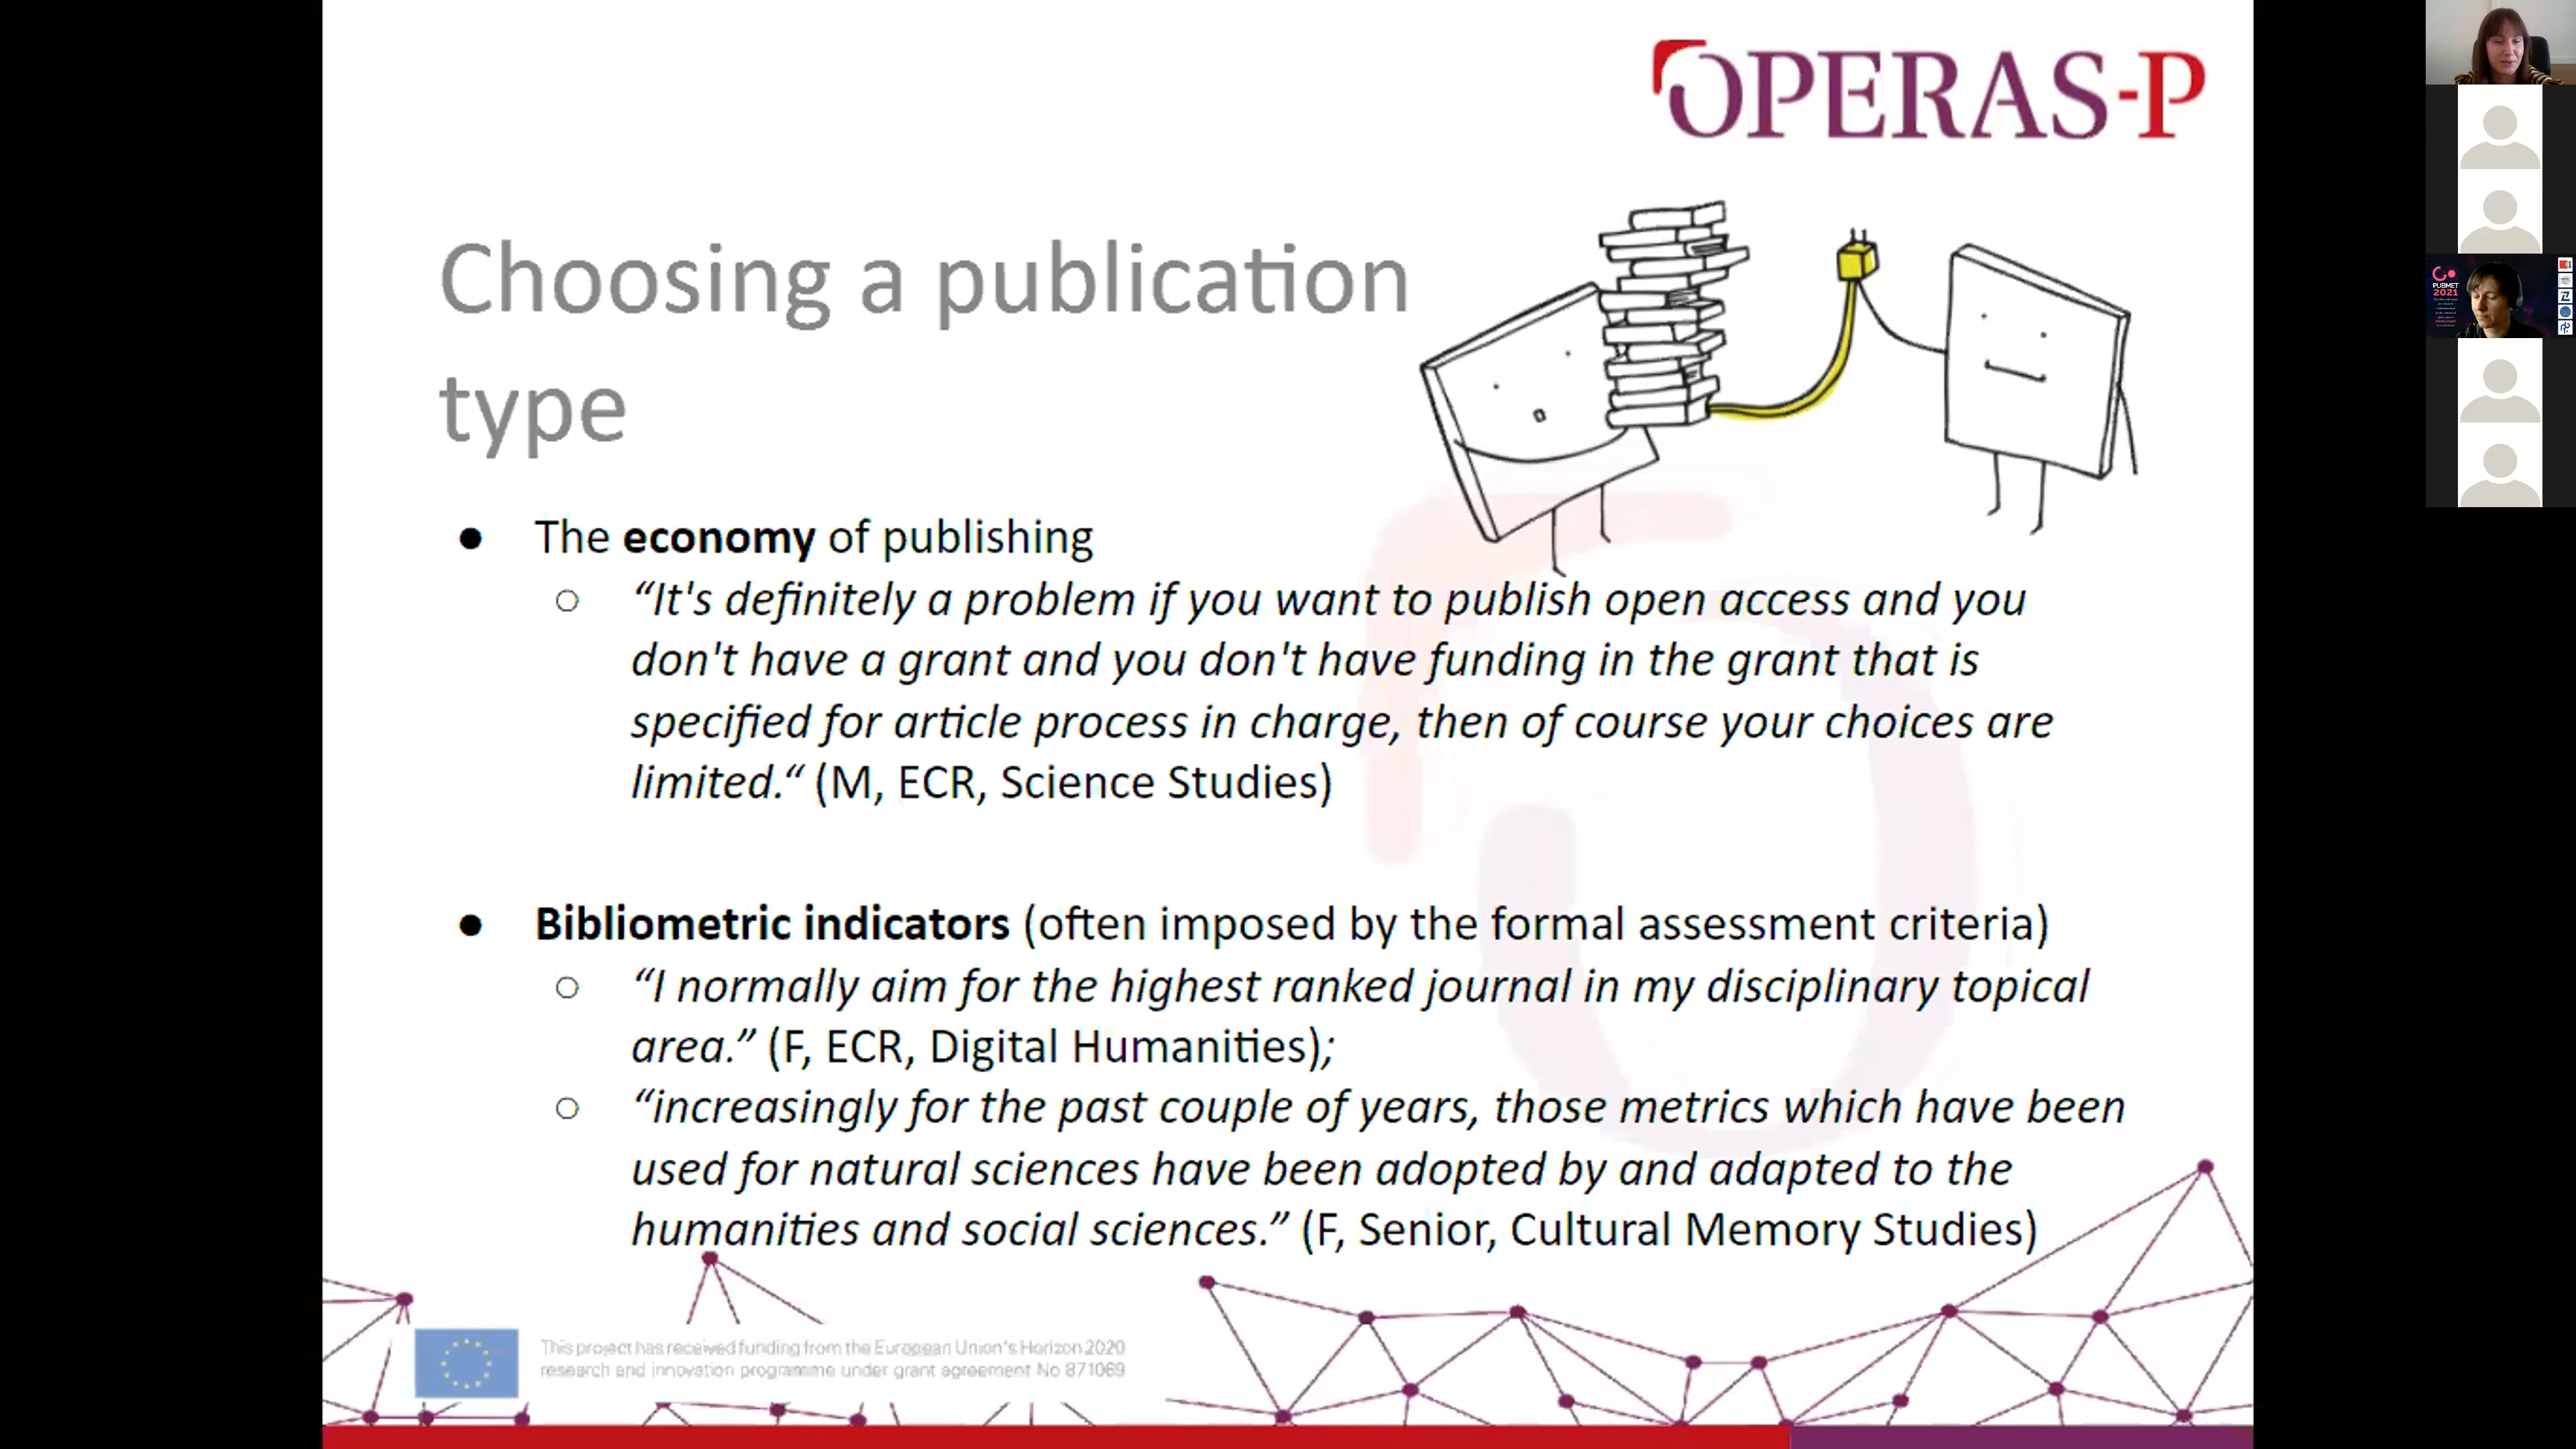 OPERAS-P
Choosing a publication
type
● The economy of publishing
○ “It's definitely a problem if you want to publish open access and you
don't have a grant and you don't have funding in the grant that is
specified for article process in charge, then of course your choices are
limited.“ (M, ECR, Science Studies)
● Bibliometric indicators (often imposed by the formal assessment criteria)
○ “I normally aim for the highest ranked journal in my disciplinary topical
area.” (F, ECR, Digital Humanities);
○ “increasingly for the past couple of years, those metrics which have been
used for natural sciences have been adopted by and adapted to the
humanities and social sciences.” (F, Senior, Cultural Memory Studies)
This project has received funding from the European Union's Horizon 2020
research and innovation programme under grant agreement No 871069
PUBMET
2021